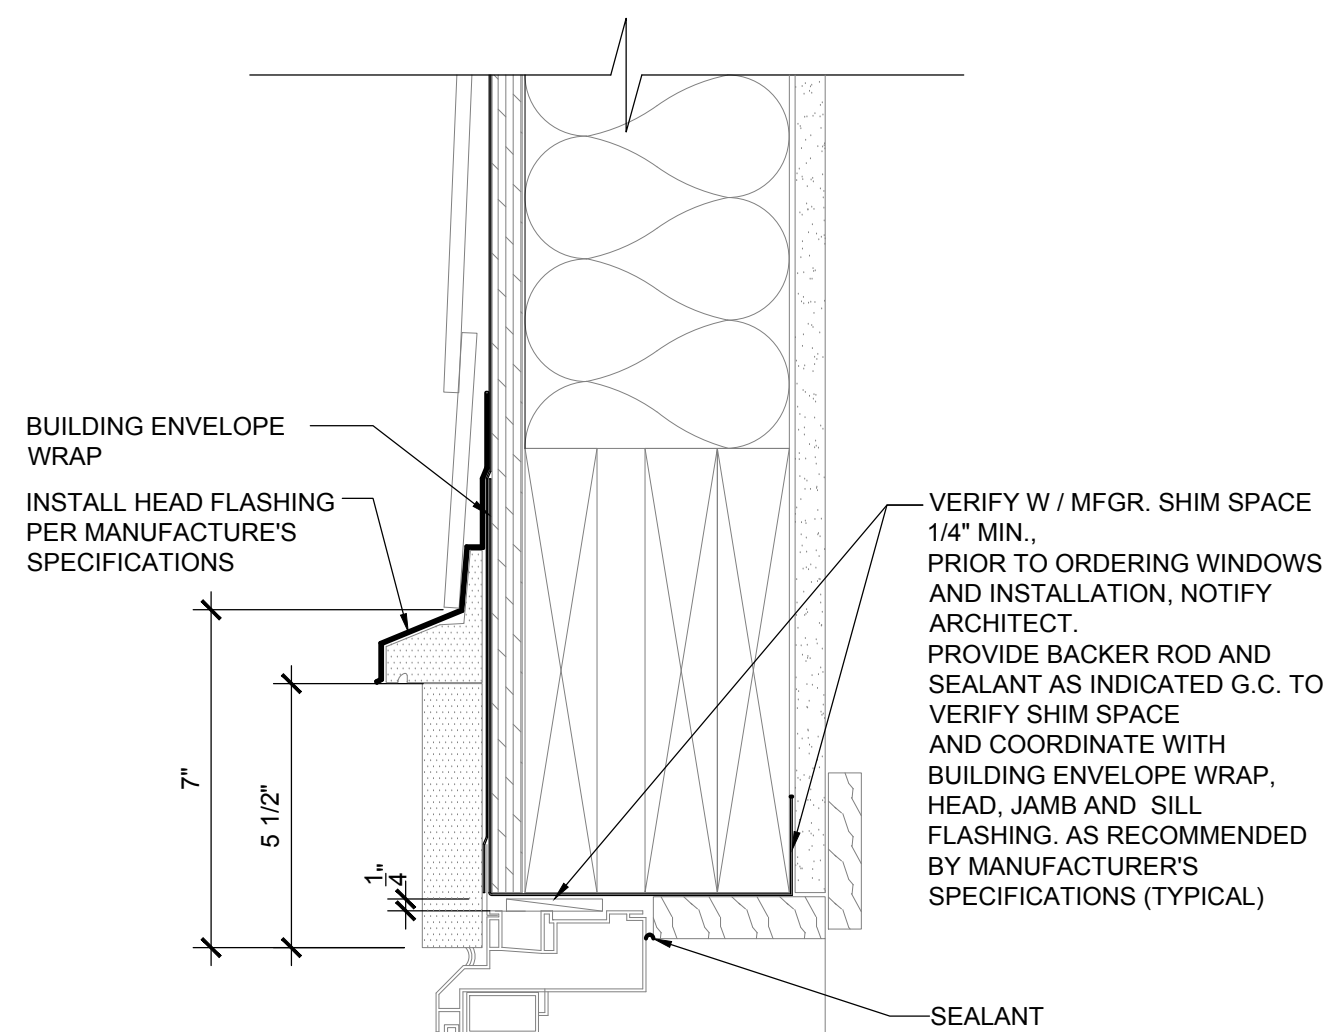 BUILDING ENVELOPE
WRAP
INSTALL HEAD FLASHING
PER MANUFACTURE'S
SPECIFICATIONS
7"
5 1/2"
1/4"
VERIFY W / MFGR. SHIM SPACE
1/4" MIN.,
PRIOR TO ORDERING WINDOWS
AND INSTALLATION, NOTIFY
ARCHITECT.
PROVIDE BACKER ROD AND
SEALANT AS INDICATED G.C. TO
VERIFY SHIM SPACE
AND COORDINATE WITH
BUILDING ENVELOPE WRAP,
HEAD, JAMB AND SILL
FLASHING. AS RECOMMENDED
BY MANUFACTURER'S
SPECIFICATIONS (TYPICAL)
SEALANT